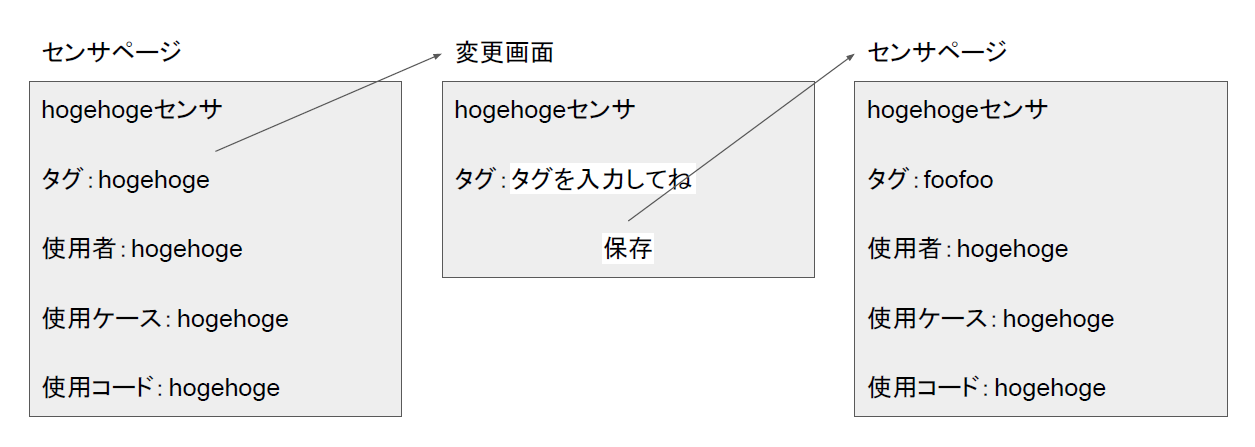 センサページ
hogehogeセンサ
タグ：hogehoge
使用者：hogehoge
使用ケース：hogehoge
使用コード：hogehoge
変更画面
hogehogeセンサ
タグ：タグを入力してね
保存
センサページ
hogehogeセンサ
タグ：foofoo
使用者：hogehoge
使用ケース：hogehoge
使用コード：hogehoge